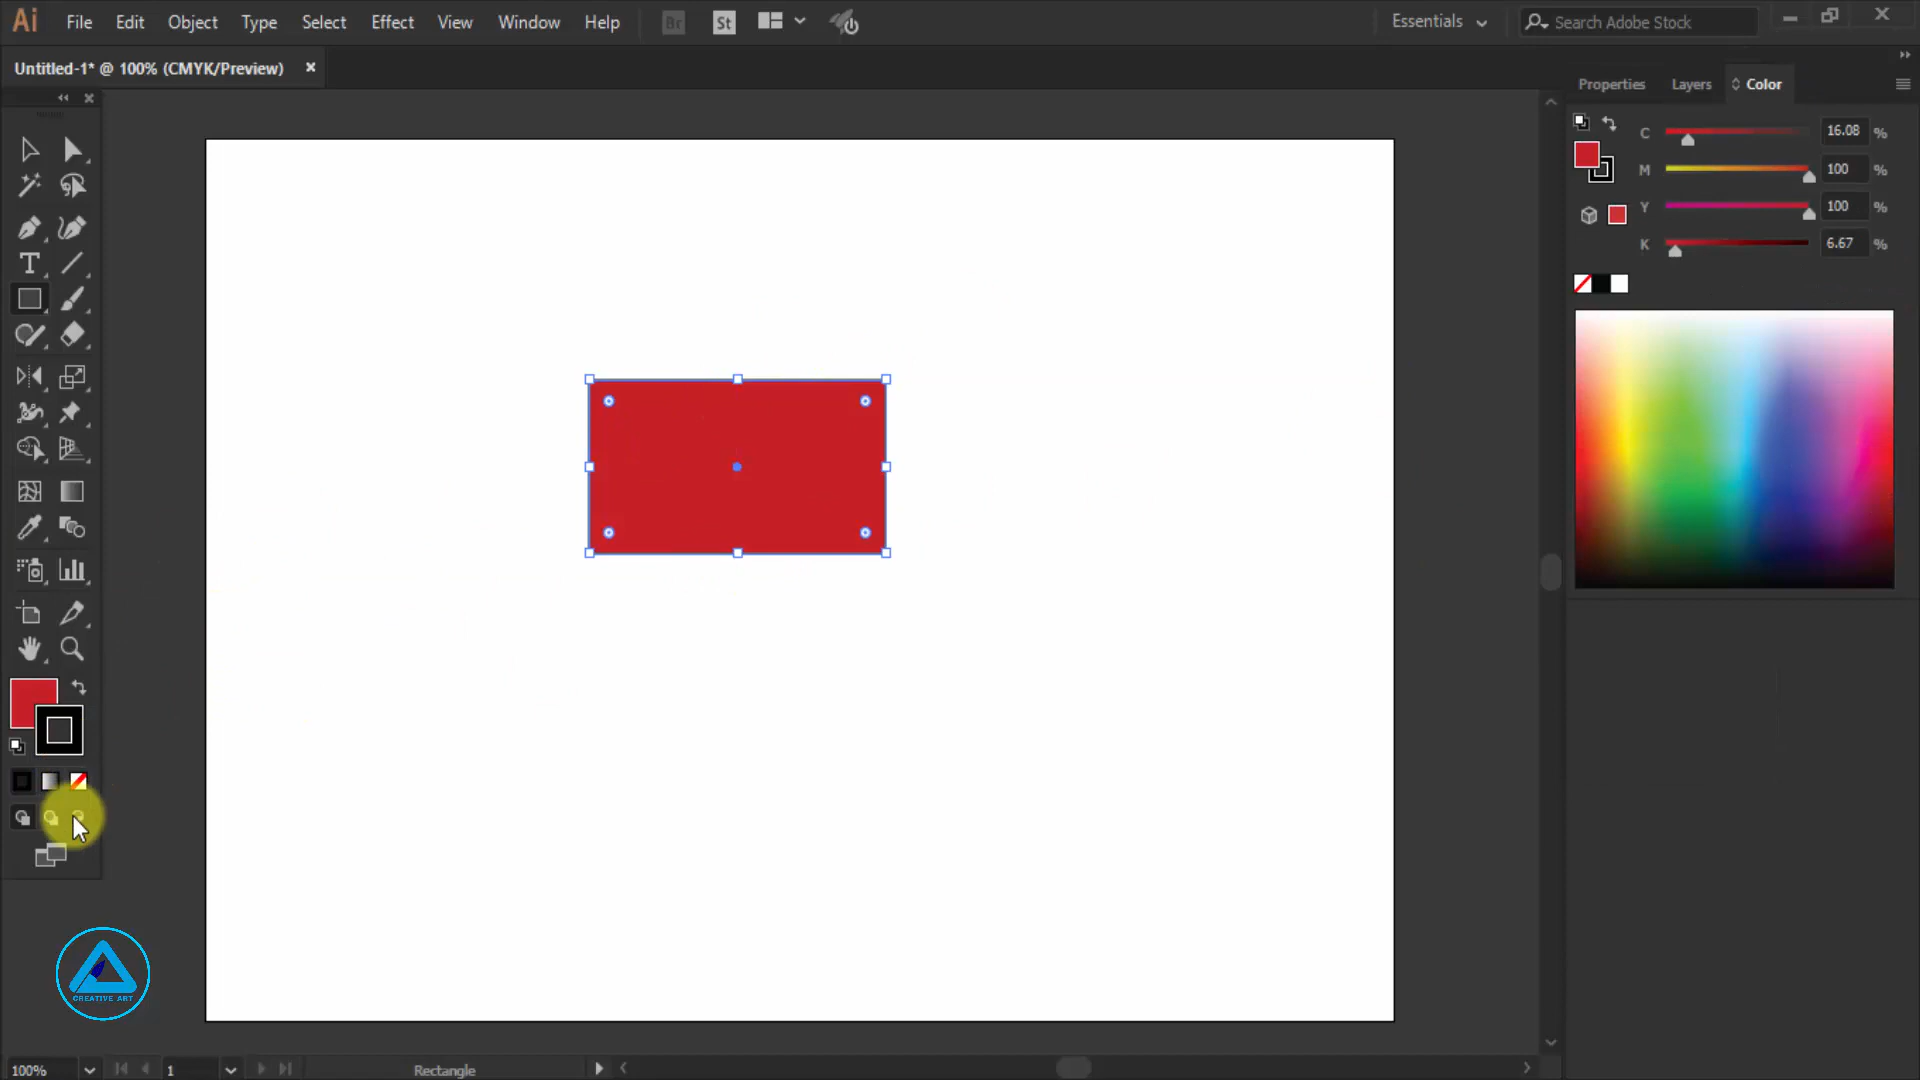 Ai File Edit Object Type Select Effect View Window Help Br St Essentials Search Adobe Stock
Untitled-1* @ 100% (CMYK/Preview)
Properties Layers Color
C 16.08 %
M 100 %
Y 100 %
K 6.67 %
T
CREATIVE ART
100% 1 Rectangle